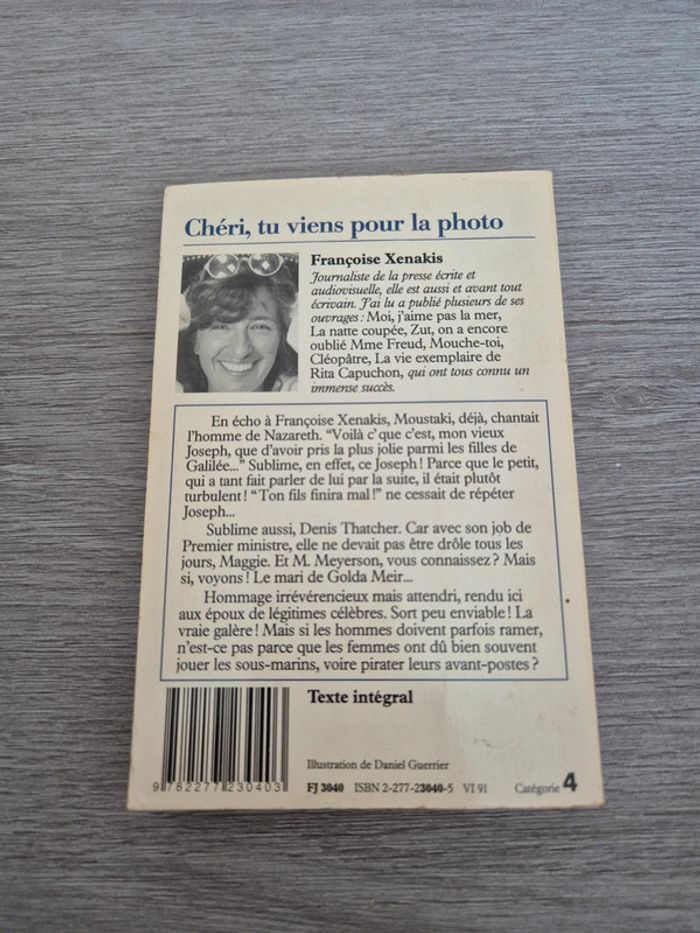 Chéri, tu viens pour la photo
Françoise Xenakis
Journaliste de la presse écrite et
audiovisuelle, elle est aussi et avant tout
écrivain. J'ai lu a publié plusieurs de ses
ouvrages : Moi, j'aime pas la mer,
La natte coupée, Zut, on a encore
oublié Mme Freud, Mouche-toi,
Cléopâtre, La vie exemplaire de
Rita Capuchon, qui ont tous connu un
immense succès.
En écho à Françoise Xenakis, Moustaki, déjà, chantait
l'homme de Nazareth. "Voilà c'que c'est, mon vieux
Joseph, que d'avoir pris la plus jolie parmi les filles de
Galilée..." Sublime, en effet, ce Joseph ! Parce que le petit,
qui a tant fait parler de lui par la suite, il était plutôt
turbulent ! "Ton fils finira mal !" ne cessait de répéter
Joseph...
Sublime aussi, Denis Thatcher. Car avec son job de
Premier ministre, elle ne devait pas être drôle tous les
jours, Maggie. Et M. Meyerson, vous connaissez ? Mais
si, voyons ! Le mari de Golda Meir...
Hommage irrévérencieux mais attendri, rendu ici
aux époux de légitimes célèbres. Sort peu enviable ! La
vraie galère ! Mais si les hommes doivent parfois ramer,
n'est-ce pas parce que les femmes ont dû bien souvent
jouer les sous-marins, voire pirater leurs avant-postes ?
Texte intégral
Illustration de Daniel Guerrier
9 782277 230403
FJ 3040 ISBN 2-277-23040-5 VI 91 Catégorie 4